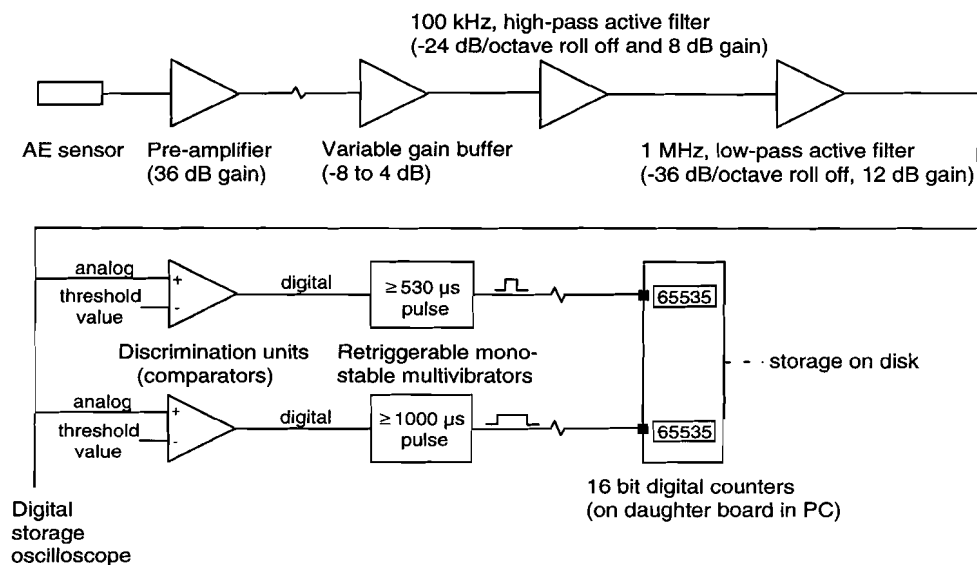 100 kHz, high-pass active filter
(-24 dB/octave roll off and 8 dB gain)
AE sensor
Pre-amplifier
(36 dB gain)
Variable gain buffer
(-8 to 4 dB)
1 MHz, low-pass active filter
(-36 dB/octave roll off, 12 dB gain)
analog
+
threshold
value
-
digital
≥ 530 µs
pulse
65535
Discrimination units
(comparators)
Retriggerable mono-
stable multivibrators
storage on disk
analog
+
threshold
value
-
digital
≥ 1000 µs
pulse
65535
16 bit digital counters
(on daughter board in PC)
Digital
storage
oscilloscope